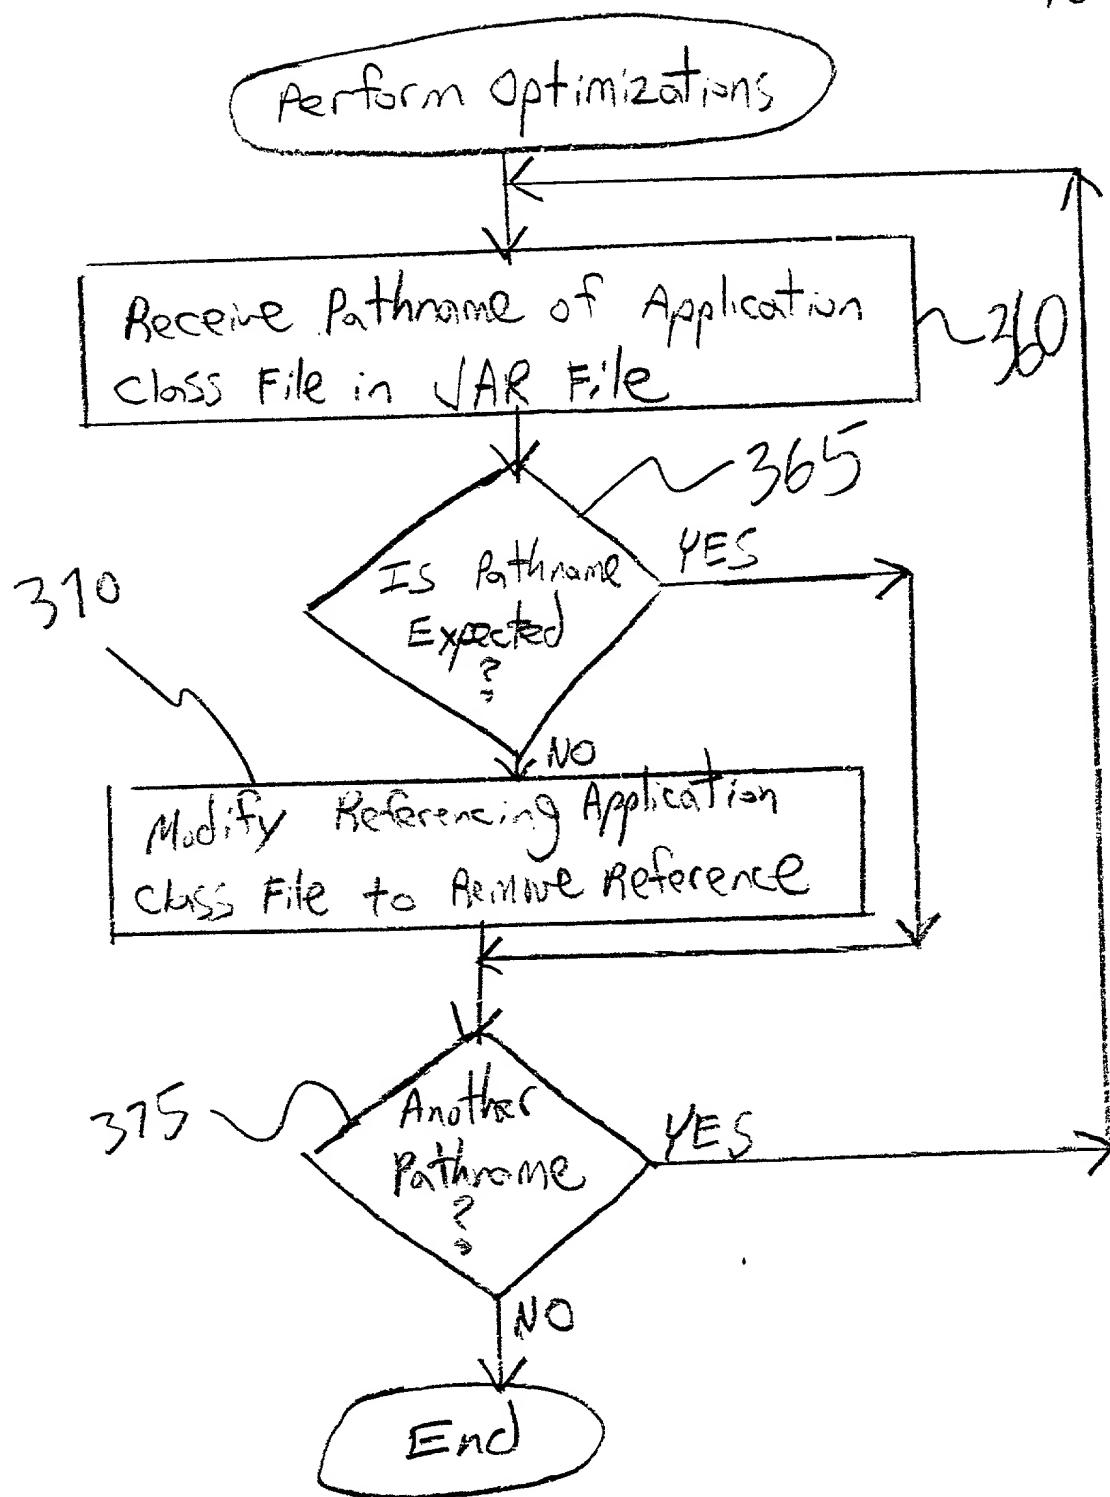 Perform Optimizations
Receive Pathname of Application
Class File in JAR File
360
365
Is Pathname
Expected
?
YES
370
NO
Modify Referencing Application
Class File to Remove Reference
375
Another
Pathname
?
YES
NO
End